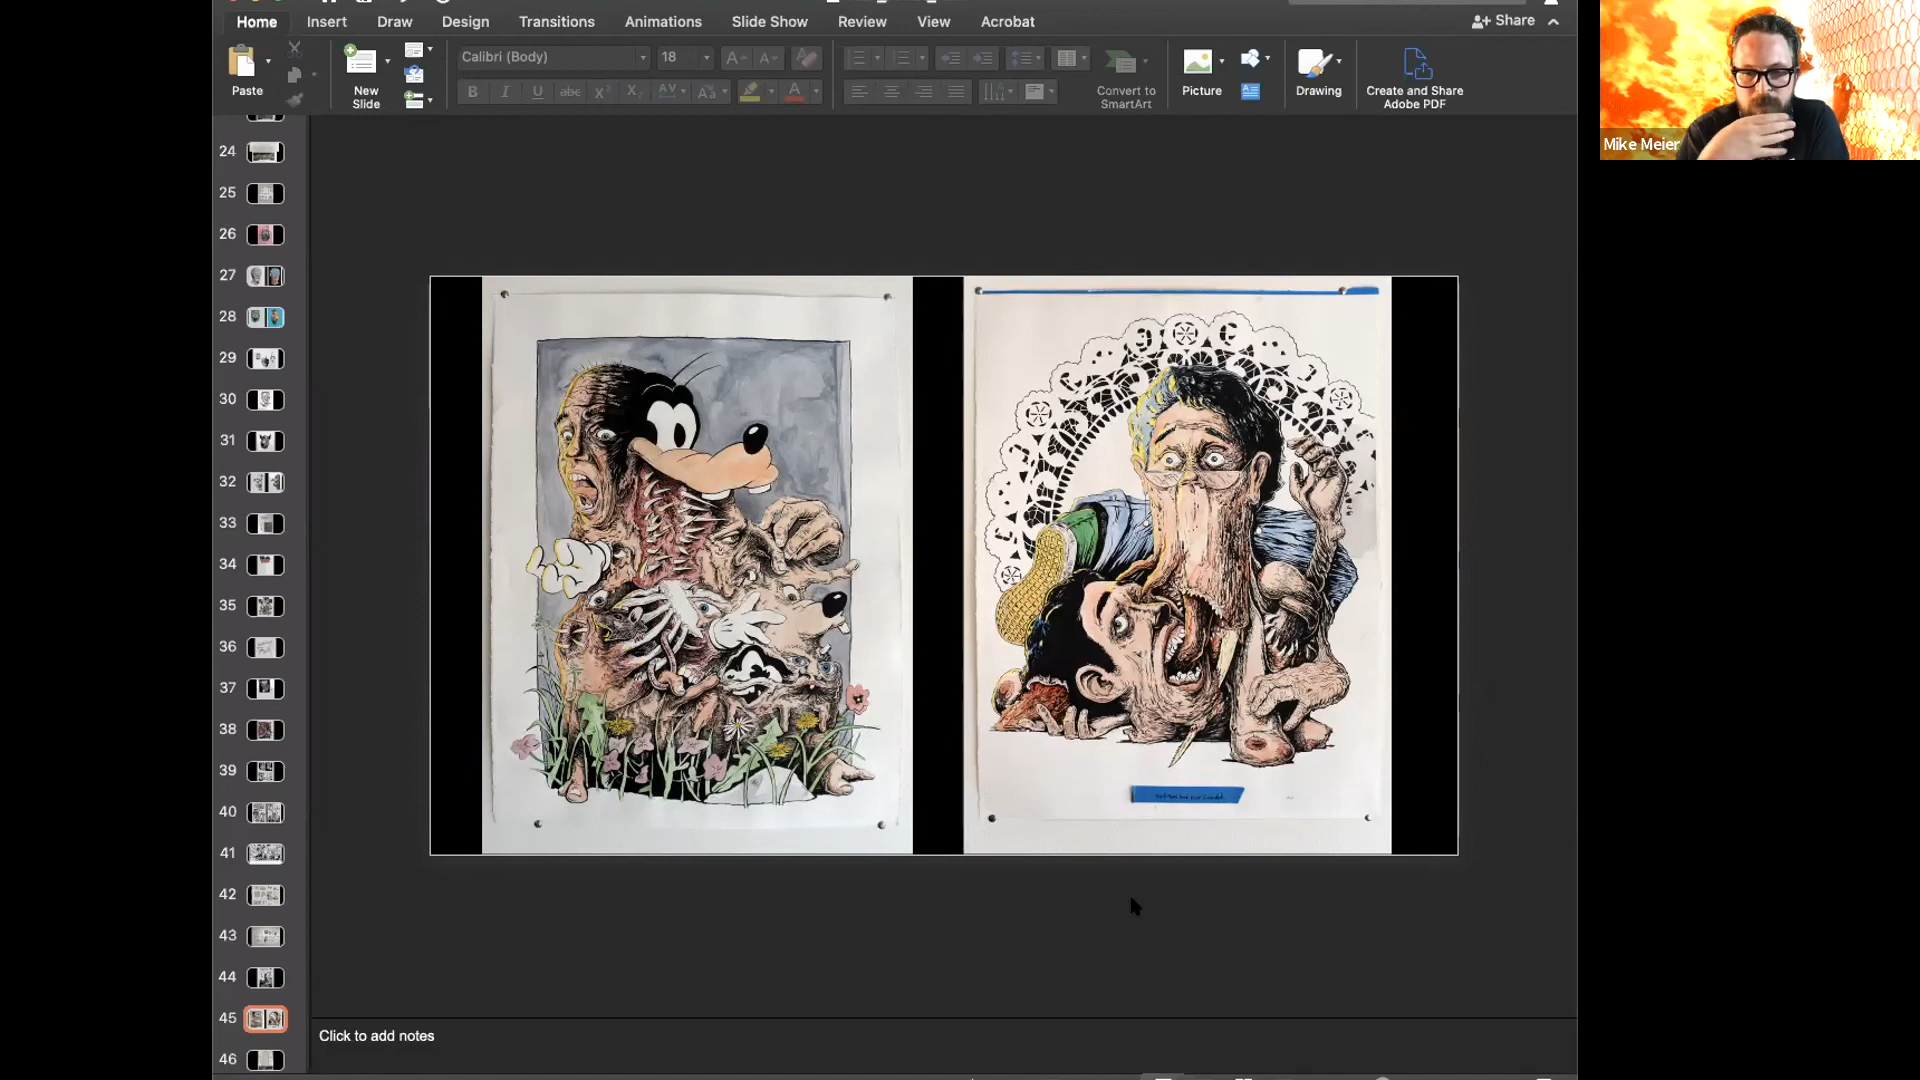 Home Insert Draw Design Transitions Animations Slide Show Review View Acrobat Share
Calibri (Body) 18
Paste
New
Slide
Convert to
SmartArt
Picture
Drawing
Create and Share
Adobe PDF
Mike Meier
24
25
26
27
28
29
30
31
32
33
34
35
36
37
38
39
40
41
42
43
44
45
46
Click to add notes